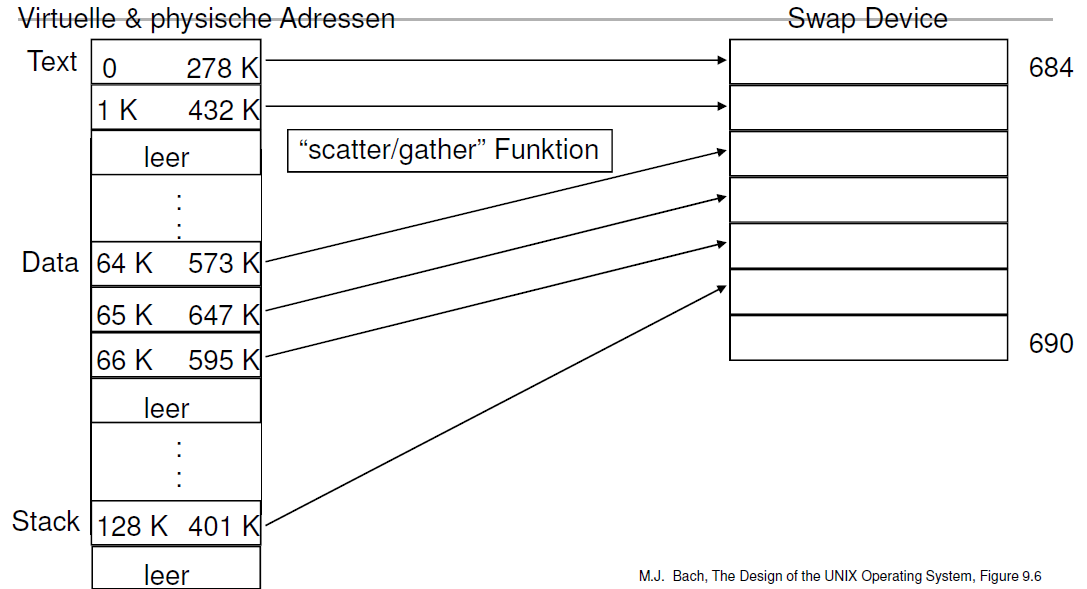 Virtuelle & physische Adressen
Swap Device
Text
0 278 K
684
1 K 432 K
leer
“scatter/gather” Funktion
:
:
Data
64 K 573 K
65 K 647 K
66 K 595 K
690
leer
:
:
Stack
128 K 401 K
leer
M.J. Bach, The Design of the UNIX Operating System, Figure 9.6